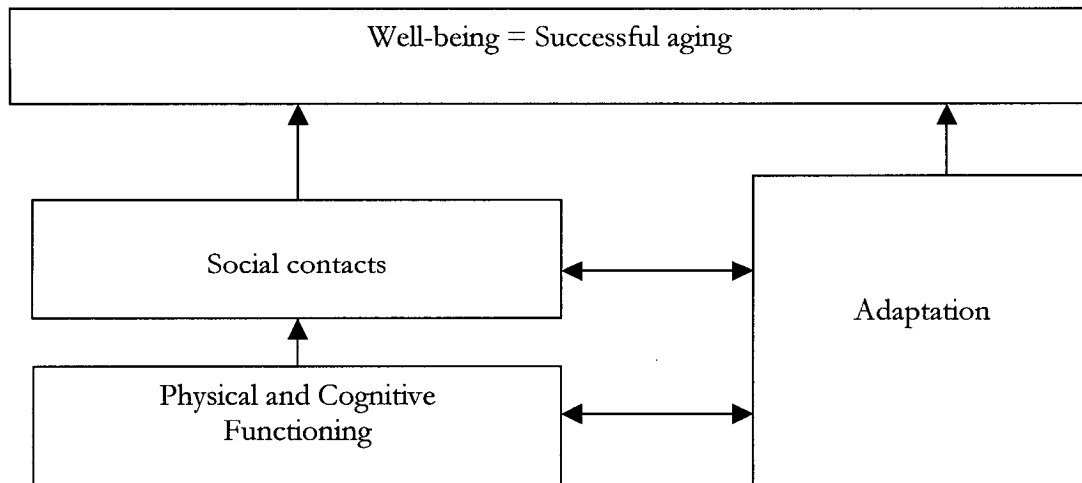 Well-being = Successful aging
Social contacts
Adaptation
Physical and Cognitive
Functioning